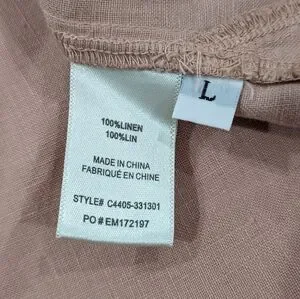 L
100%LINEN
100%LIN
MADE IN CHINA
FABRIQUÉ EN CHINE
STYLE# C4405-331301
PO # EM172197